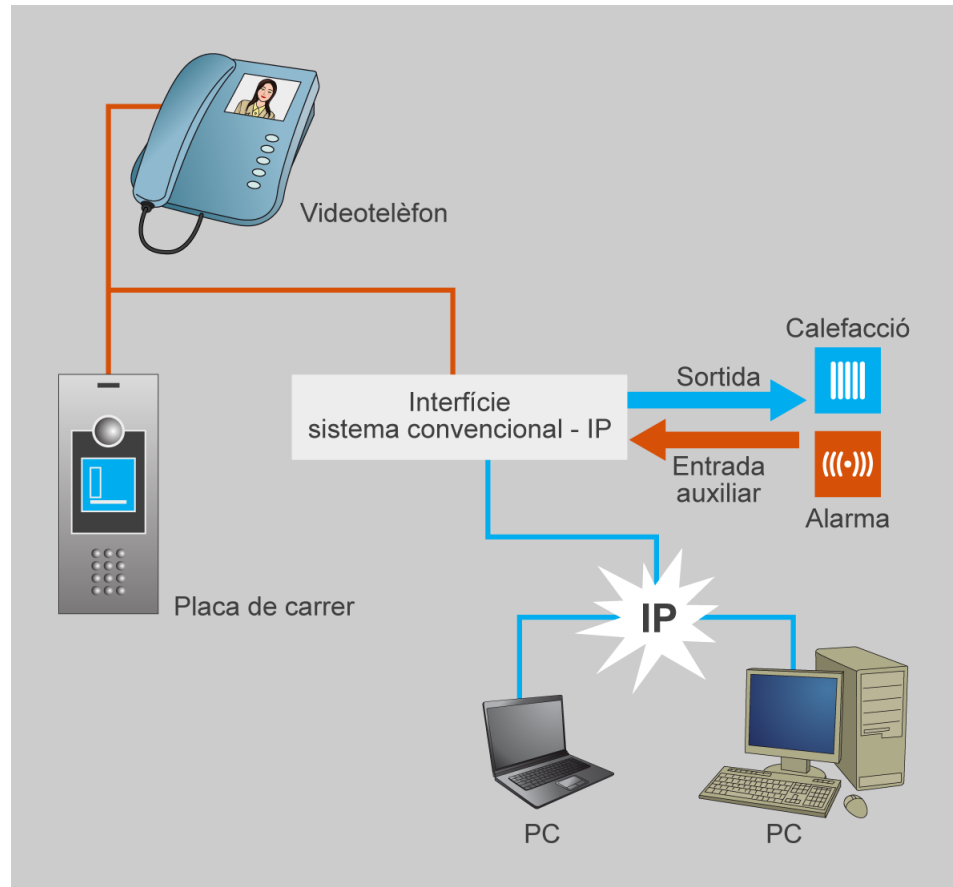 Videotelèfon
Calefacció
Sortida
Interfície
sistema convencional - IP
Entrada
auxiliar
Alarma
Placa de carrer
IP
PC
PC